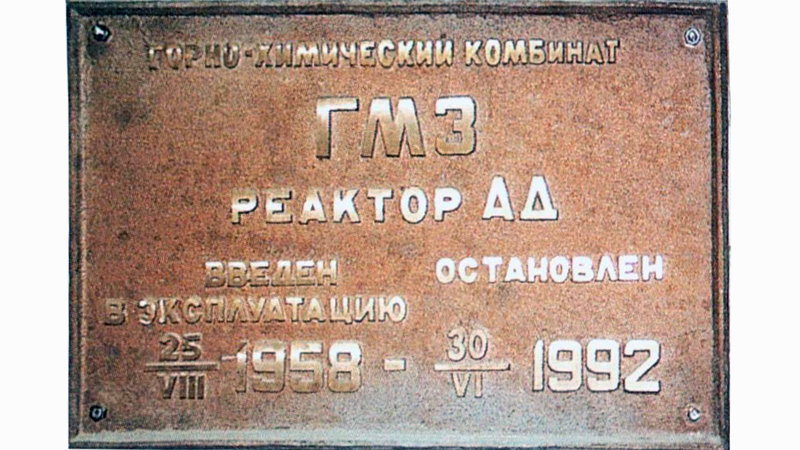 ГОРНО-ХИМИЧЕСКИЙ КОМБИНАТ
ГМЗ
РЕАКТОР АД
ВВЕДЕН ОСТАНОВЛЕН
В ЭКСПЛУАТАЦИЮ
25/VIII 1958 - 30/VI 1992